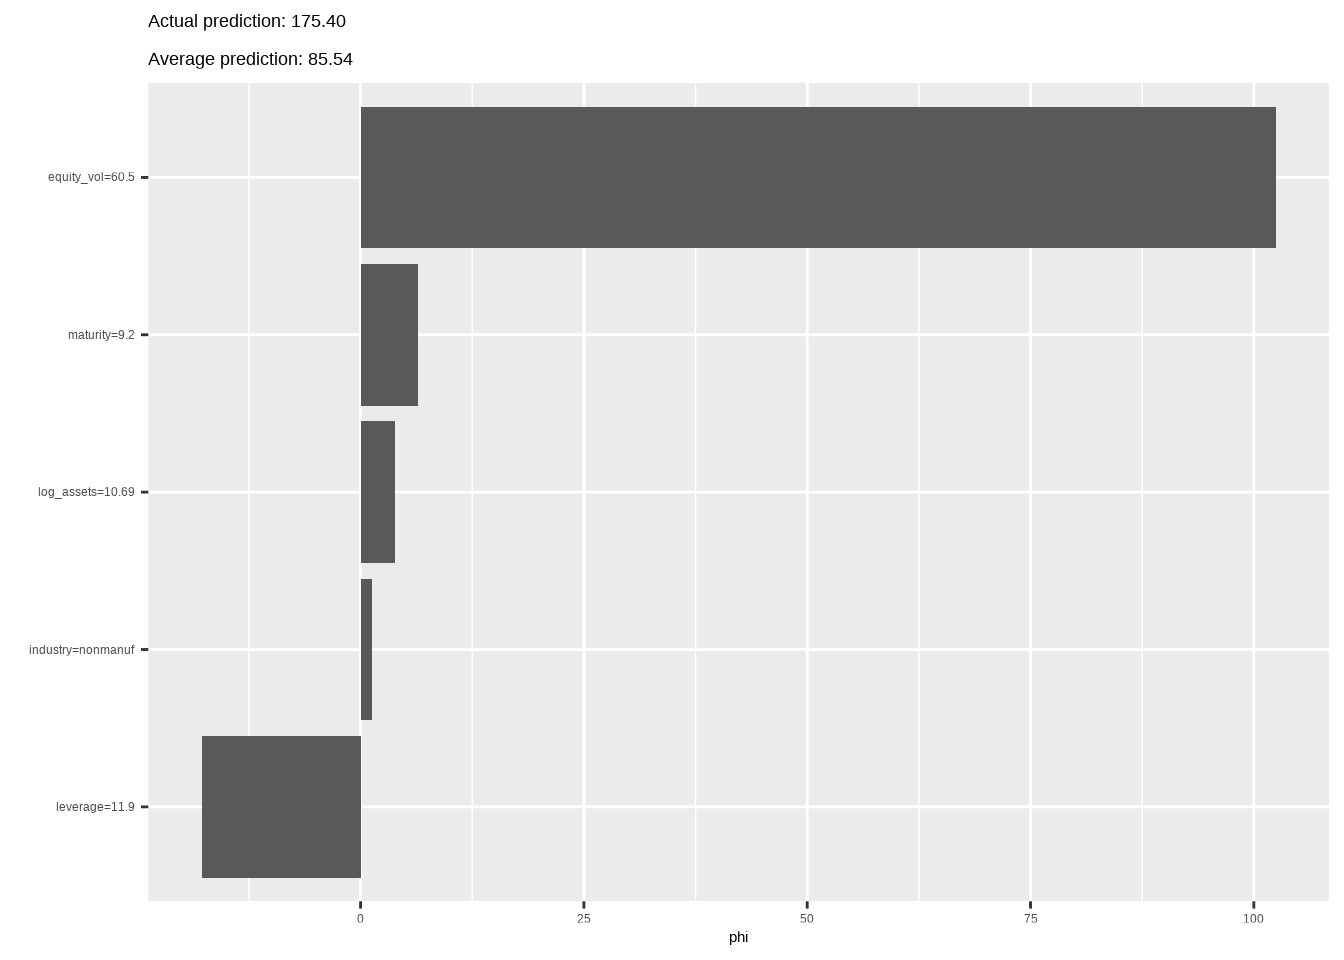 Actual prediction: 175.40
Average prediction: 85.54
equity_vol=60.5
maturity=9.2
log_assets=10.69
industry=nonmanuf
leverage=11.9
0 25 50 75 100
phi